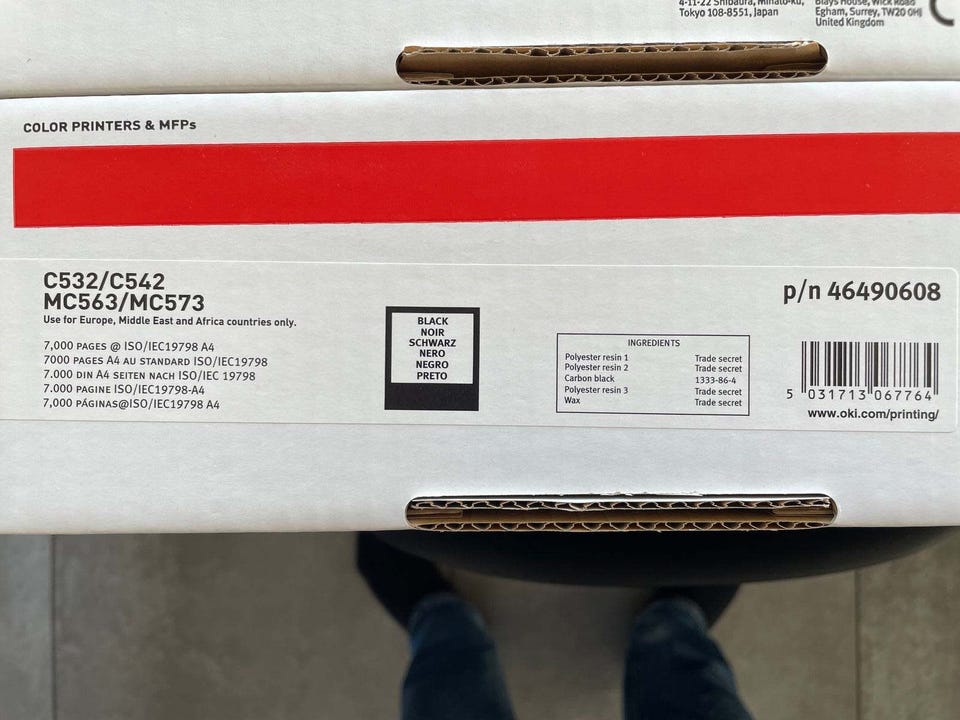 4-11-22 Shibaura, Minato-ku,
Tokyo 108-8551, Japan
Blays House, Wick Road
Egham, Surrey, TW20 0HJ
United Kingdom
COLOR PRINTERS & MFPs
C532/C542
MC563/MC573
Use for Europe, Middle East and Africa countries only.
7,000 PAGES @ ISO/IEC19798 A4
7000 PAGES A4 AU STANDARD ISO/IEC19798
7.000 DIN A4 SEITEN NACH ISO/IEC 19798
7.000 PAGINE ISO/IEC19798-A4
7,000 PÁGINAS@ISO/IEC19798 A4
BLACK
NOIR
SCHWARZ
NERO
NEGRO
PRETO
INGREDIENTS
Polyester resin 1 Trade secret
Polyester resin 2 Trade secret
Carbon black 1333-86-4
Polyester resin 3 Trade secret
Wax Trade secret
p/n 46490608
5 031713 067764
www.oki.com/printing/